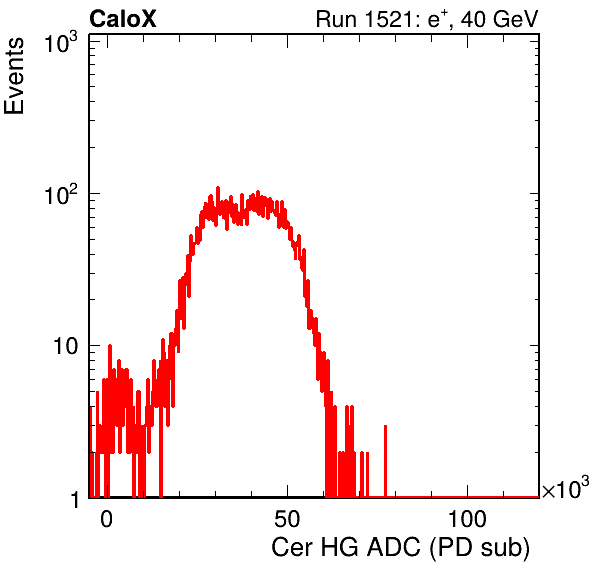 CaloX Run 1521: e⁺, 40 GeV
Events
10³
10²
10
1
0 50 100 ×10³
Cer HG ADC (PD sub)